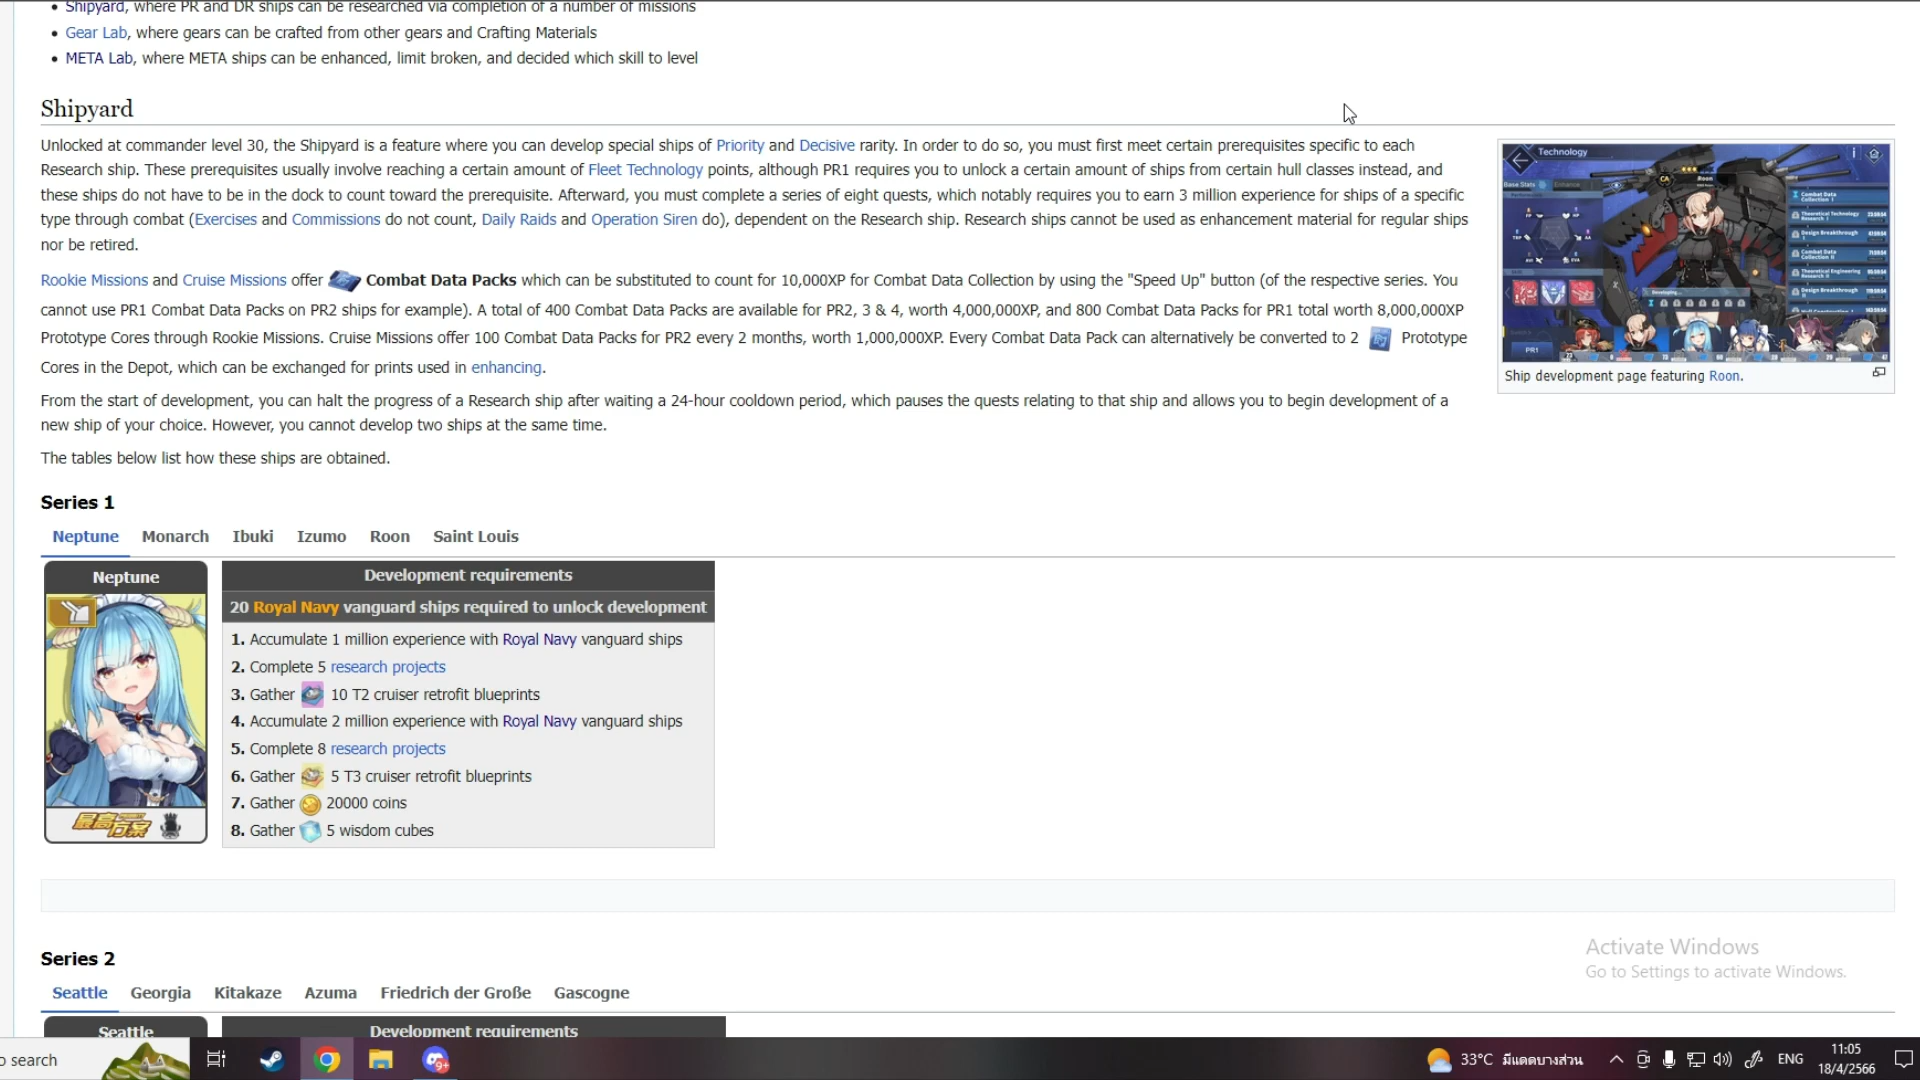 Shipyard, where PR and DR ships can be researched via completion of a number of missions
Gear Lab, where gears can be crafted from other gears and Crafting Materials
META Lab, where META ships can be enhanced, limit broken, and decided which skill to level
Shipyard
Unlocked at commander level 30, the Shipyard is a feature where you can develop special ships of Priority and Decisive rarity. In order to do so, you must first meet certain prerequisites specific to each
Research ship. These prerequisites usually involve reaching a certain amount of Fleet Technology points, although PR1 requires you to unlock a certain amount of ships from certain hull classes instead, and
these ships do not have to be in the dock to count toward the prerequisite. Afterward, you must complete a series of eight quests, which notably requires you to earn 3 million experience for ships of a specific
type through combat (Exercises and Commissions do not count, Daily Raids and Operation Siren do), dependent on the Research ship. Research ships cannot be used as enhancement material for regular ships
nor be retired.
Rookie Missions and Cruise Missions offer Combat Data Packs which can be substituted to count for 10,000XP for Combat Data Collection by using the "Speed Up" button (of the respective series. You
cannot use PR1 Combat Data Packs on PR2 ships for example). A total of 400 Combat Data Packs are available for PR2, 3 & 4, worth 4,000,000XP, and 800 Combat Data Packs for PR1 total worth 8,000,000XP
Prototype Cores through Rookie Missions. Cruise Missions offer 100 Combat Data Packs for PR2 every 2 months, worth 1,000,000XP. Every Combat Data Pack can alternatively be converted to 2 Prototype
Cores in the Depot, which can be exchanged for prints used in enhancing.
From the start of development, you can halt the progress of a Research ship after waiting a 24-hour cooldown period, which pauses the quests relating to that ship and allows you to begin development of a
new ship of your choice. However, you cannot develop two ships at the same time.
The tables below list how these ships are obtained.
Technology
Roon
Base Stats Enhance
Combat Data Collection I
Theoretical Technology Research I
Design Breakthrough I
Combat Data Collection II
PR1
Ship development page featuring Roon.
Series 1
Neptune Monarch Ibuki Izumo Roon Saint Louis
Neptune
最高方案
Development requirements
20 Royal Navy vanguard ships required to unlock development
1. Accumulate 1 million experience with Royal Navy vanguard ships
2. Complete 5 research projects
3. Gather 10 T2 cruiser retrofit blueprints
4. Accumulate 2 million experience with Royal Navy vanguard ships
5. Complete 8 research projects
6. Gather 5 T3 cruiser retrofit blueprints
7. Gather 20000 coins
8. Gather 5 wisdom cubes
Series 2
Seattle Georgia Kitakaze Azuma Friedrich der Große Gascogne
Seattle
Development requirements
Activate Windows
Go to Settings to activate Windows.
o search
33°C มีแดดบางส่วน
ENG
11:05
18/4/2566